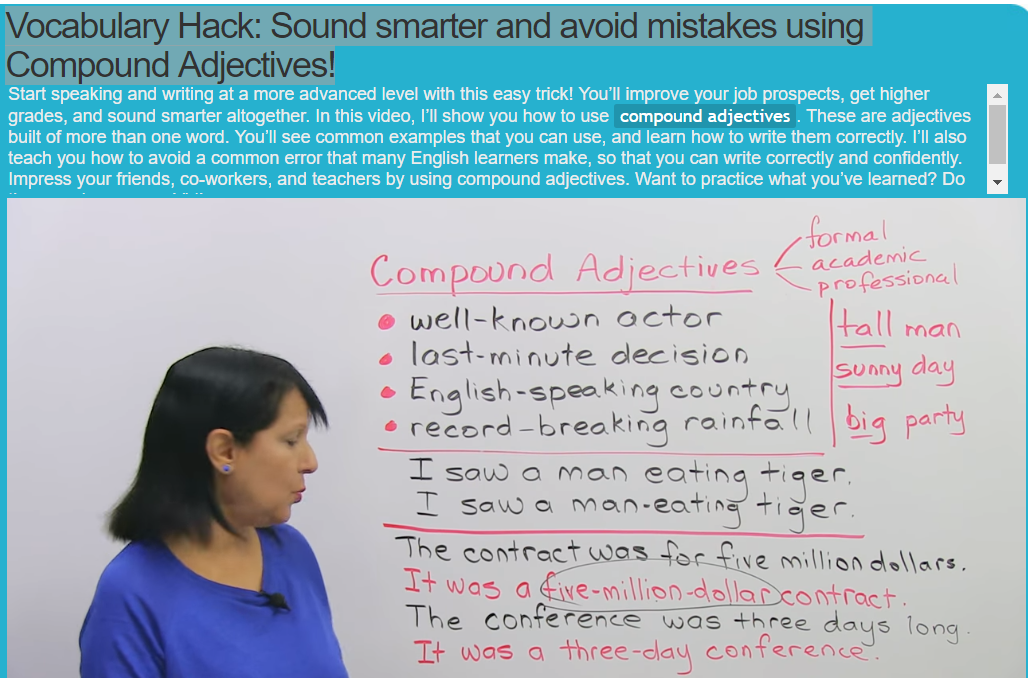 Vocabulary Hack: Sound smarter and avoid mistakes using
Compound Adjectives!
Start speaking and writing at a more advanced level with this easy trick! You'll improve your job prospects, get higher
grades, and sound smarter altogether. In this video, I'll show you how to use compound adjectives. These are adjectives
built of more than one word. You'll see common examples that you can use, and learn how to write them correctly. I'll also
teach you how to avoid a common error that many English learners make, so that you can write correctly and confidently.
Impress your friends, co-workers, and teachers by using compound adjectives. Want to practice what you've learned? Do
Compound Adjectives
formal
academic
professional
• well-known actor
• last-minute decision
• English-speaking country
• record-breaking rainfall
tall man
sunny day
big party
I saw a man eating tiger.
I saw a man-eating tiger.
The contract was for five million dollars.
It was a five-million-dollar contract.
The conference was three days long.
It was a three-day conference.